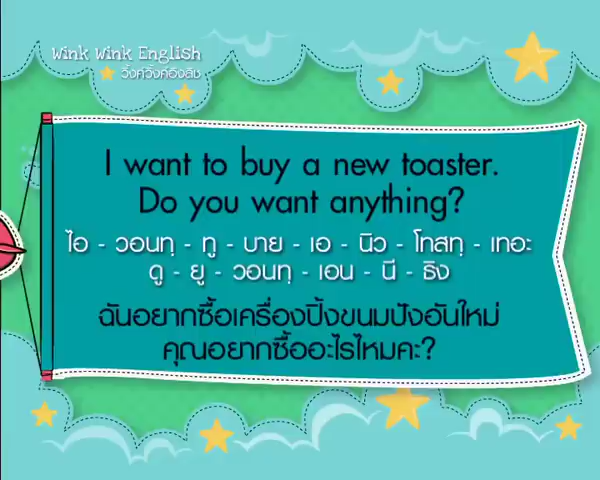 Wink Wink English
วิ้งค์วิ้งค์อิงลิช
I want to buy a new toaster.
Do you want anything?
ไอ - วอนทฺ - ทู - บาย - เอ - นิว - โทสทฺ - เทอะ
ดู - ยู - วอนทฺ - เอน - นี - ธิง
ฉันอยากซื้อเครื่องปิ้งขนมปังอันใหม่
คุณอยากซื้ออะไรไหมคะ?